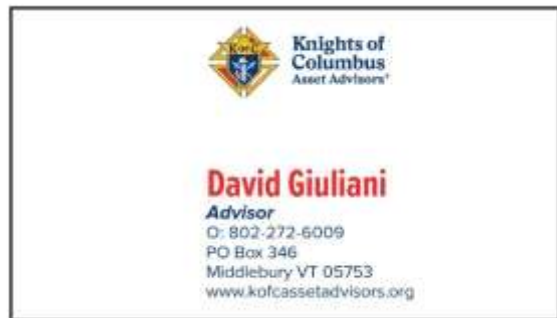 KofC
Knights of
Columbus
Asset Advisors®
David Giuliani
Advisor
O: 802-272-6009
PO Box 346
Middlebury VT 05753
www.kofcassetadvisors.org